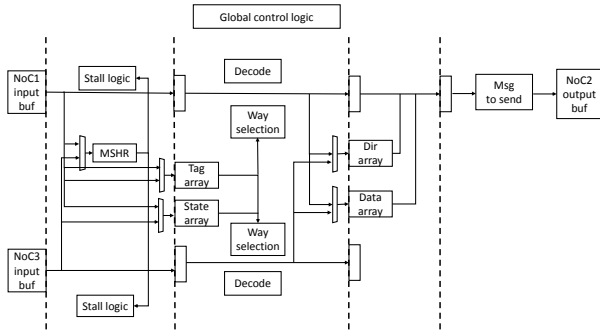 Global control logic
NoC1
input
buf
Stall logic
Decode
Msg
to send
NoC2
output
buf
Way
selection
MSHR
Dir
array
Tag
array
State
array
Data
array
Way
selection
NoC3
input
buf
Decode
Stall logic